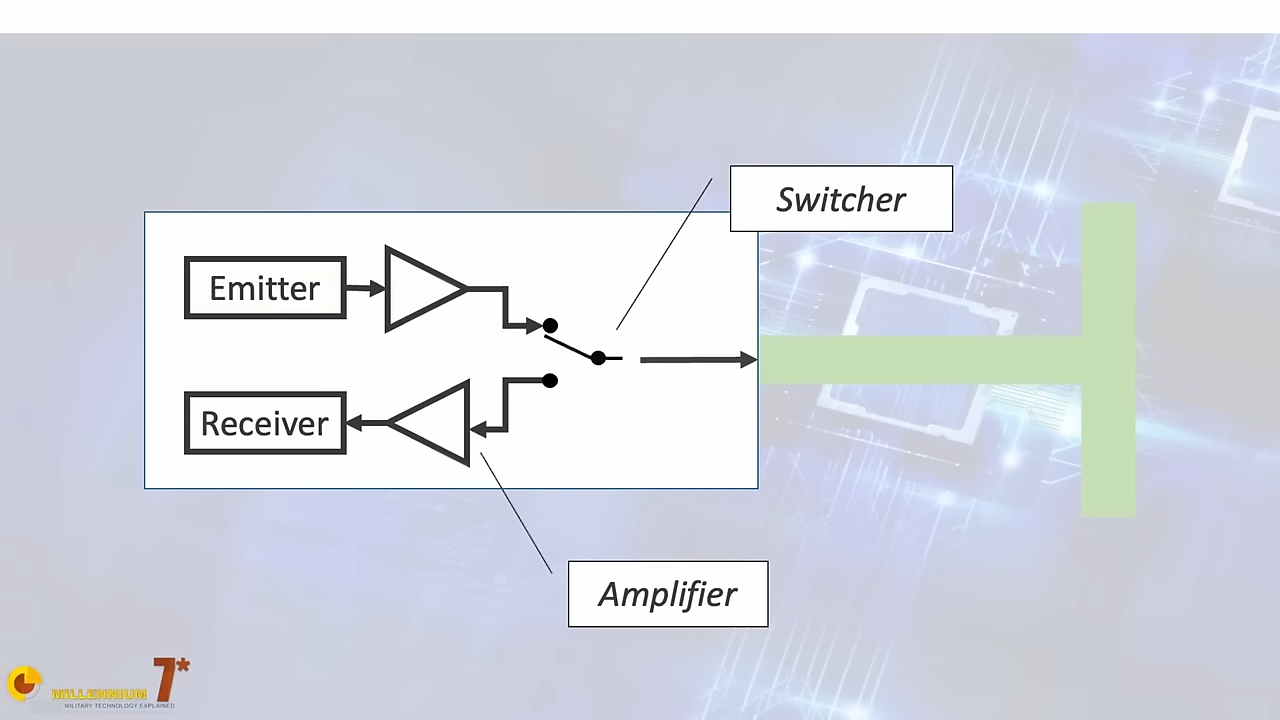 Switcher
Emitter
Receiver
Amplifier
7*
MILLENNIUM
MILITARY TECHNOLOGY EXPLAINED